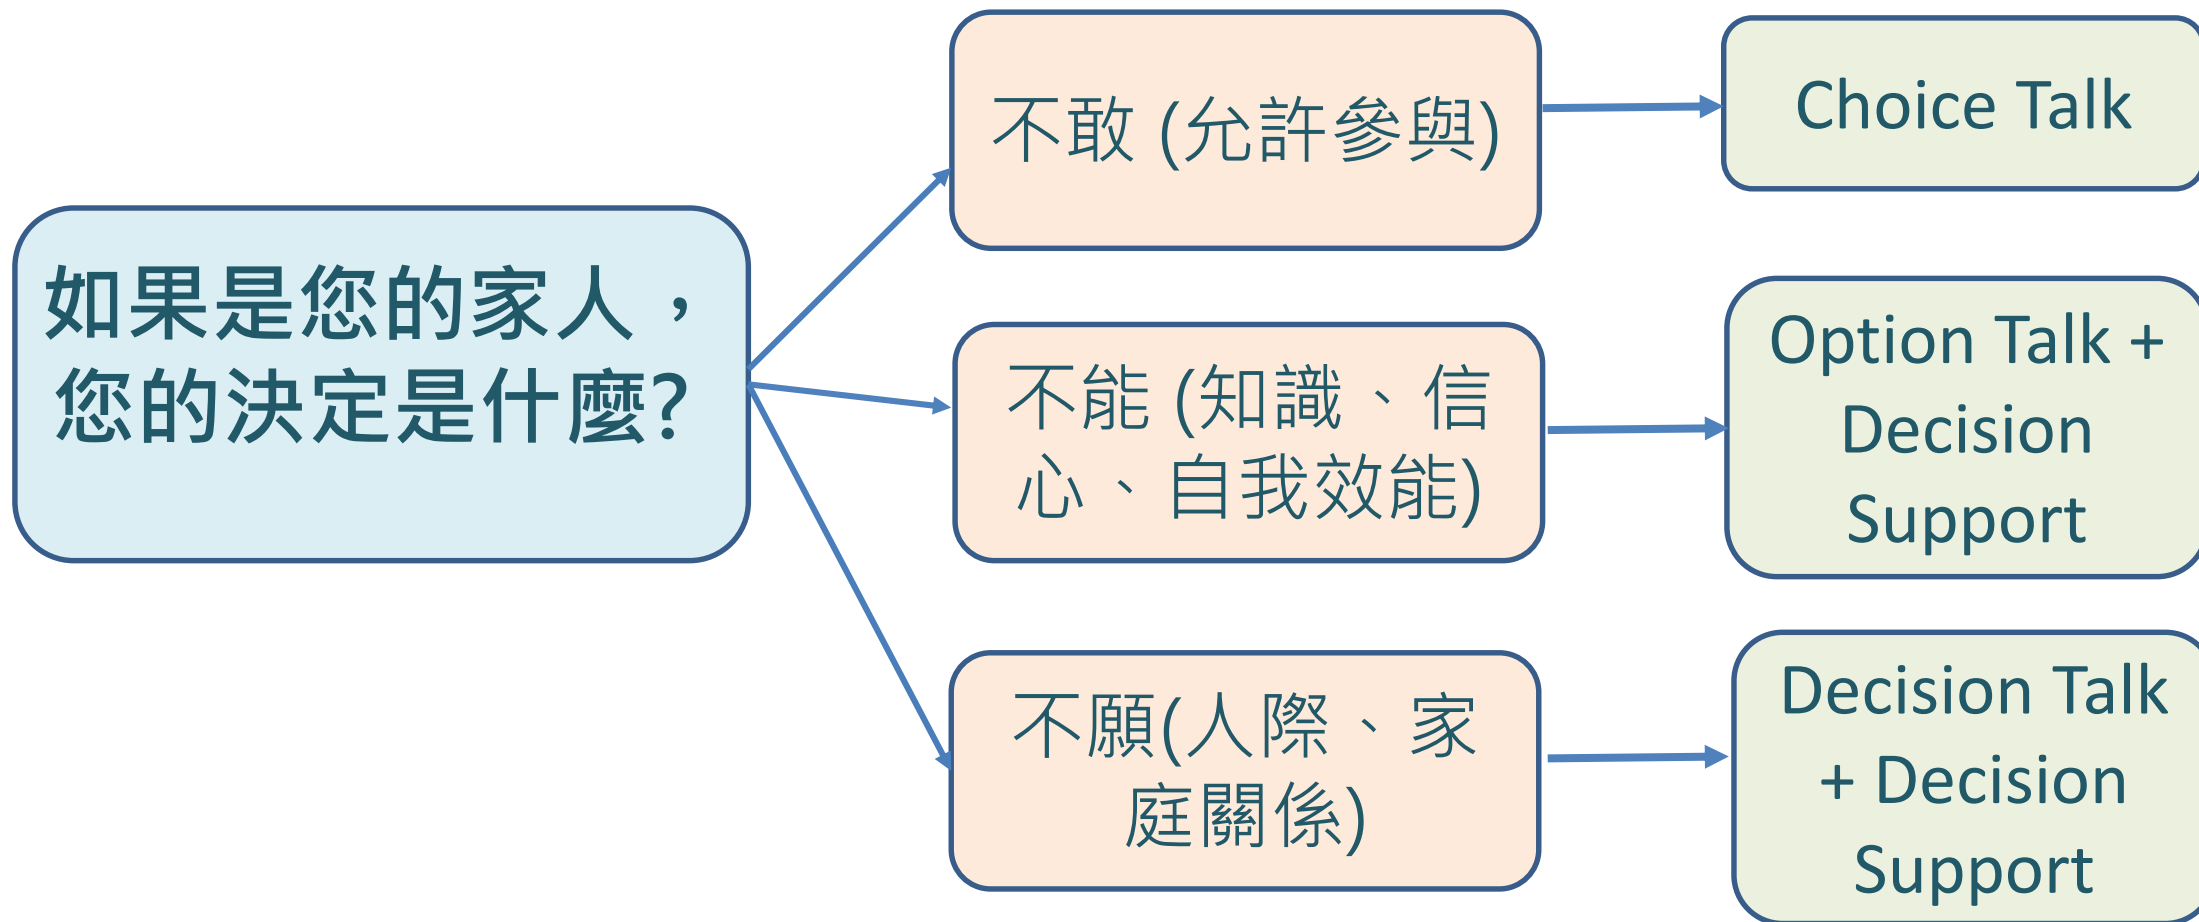 如果是您的家人，
您的決定是什麼?
不敢 (允許參與)
Choice Talk
不能 (知識、信
心、自我效能)
Option Talk +
Decision
Support
不願(人際、家
庭關係)
Decision Talk
+ Decision
Support